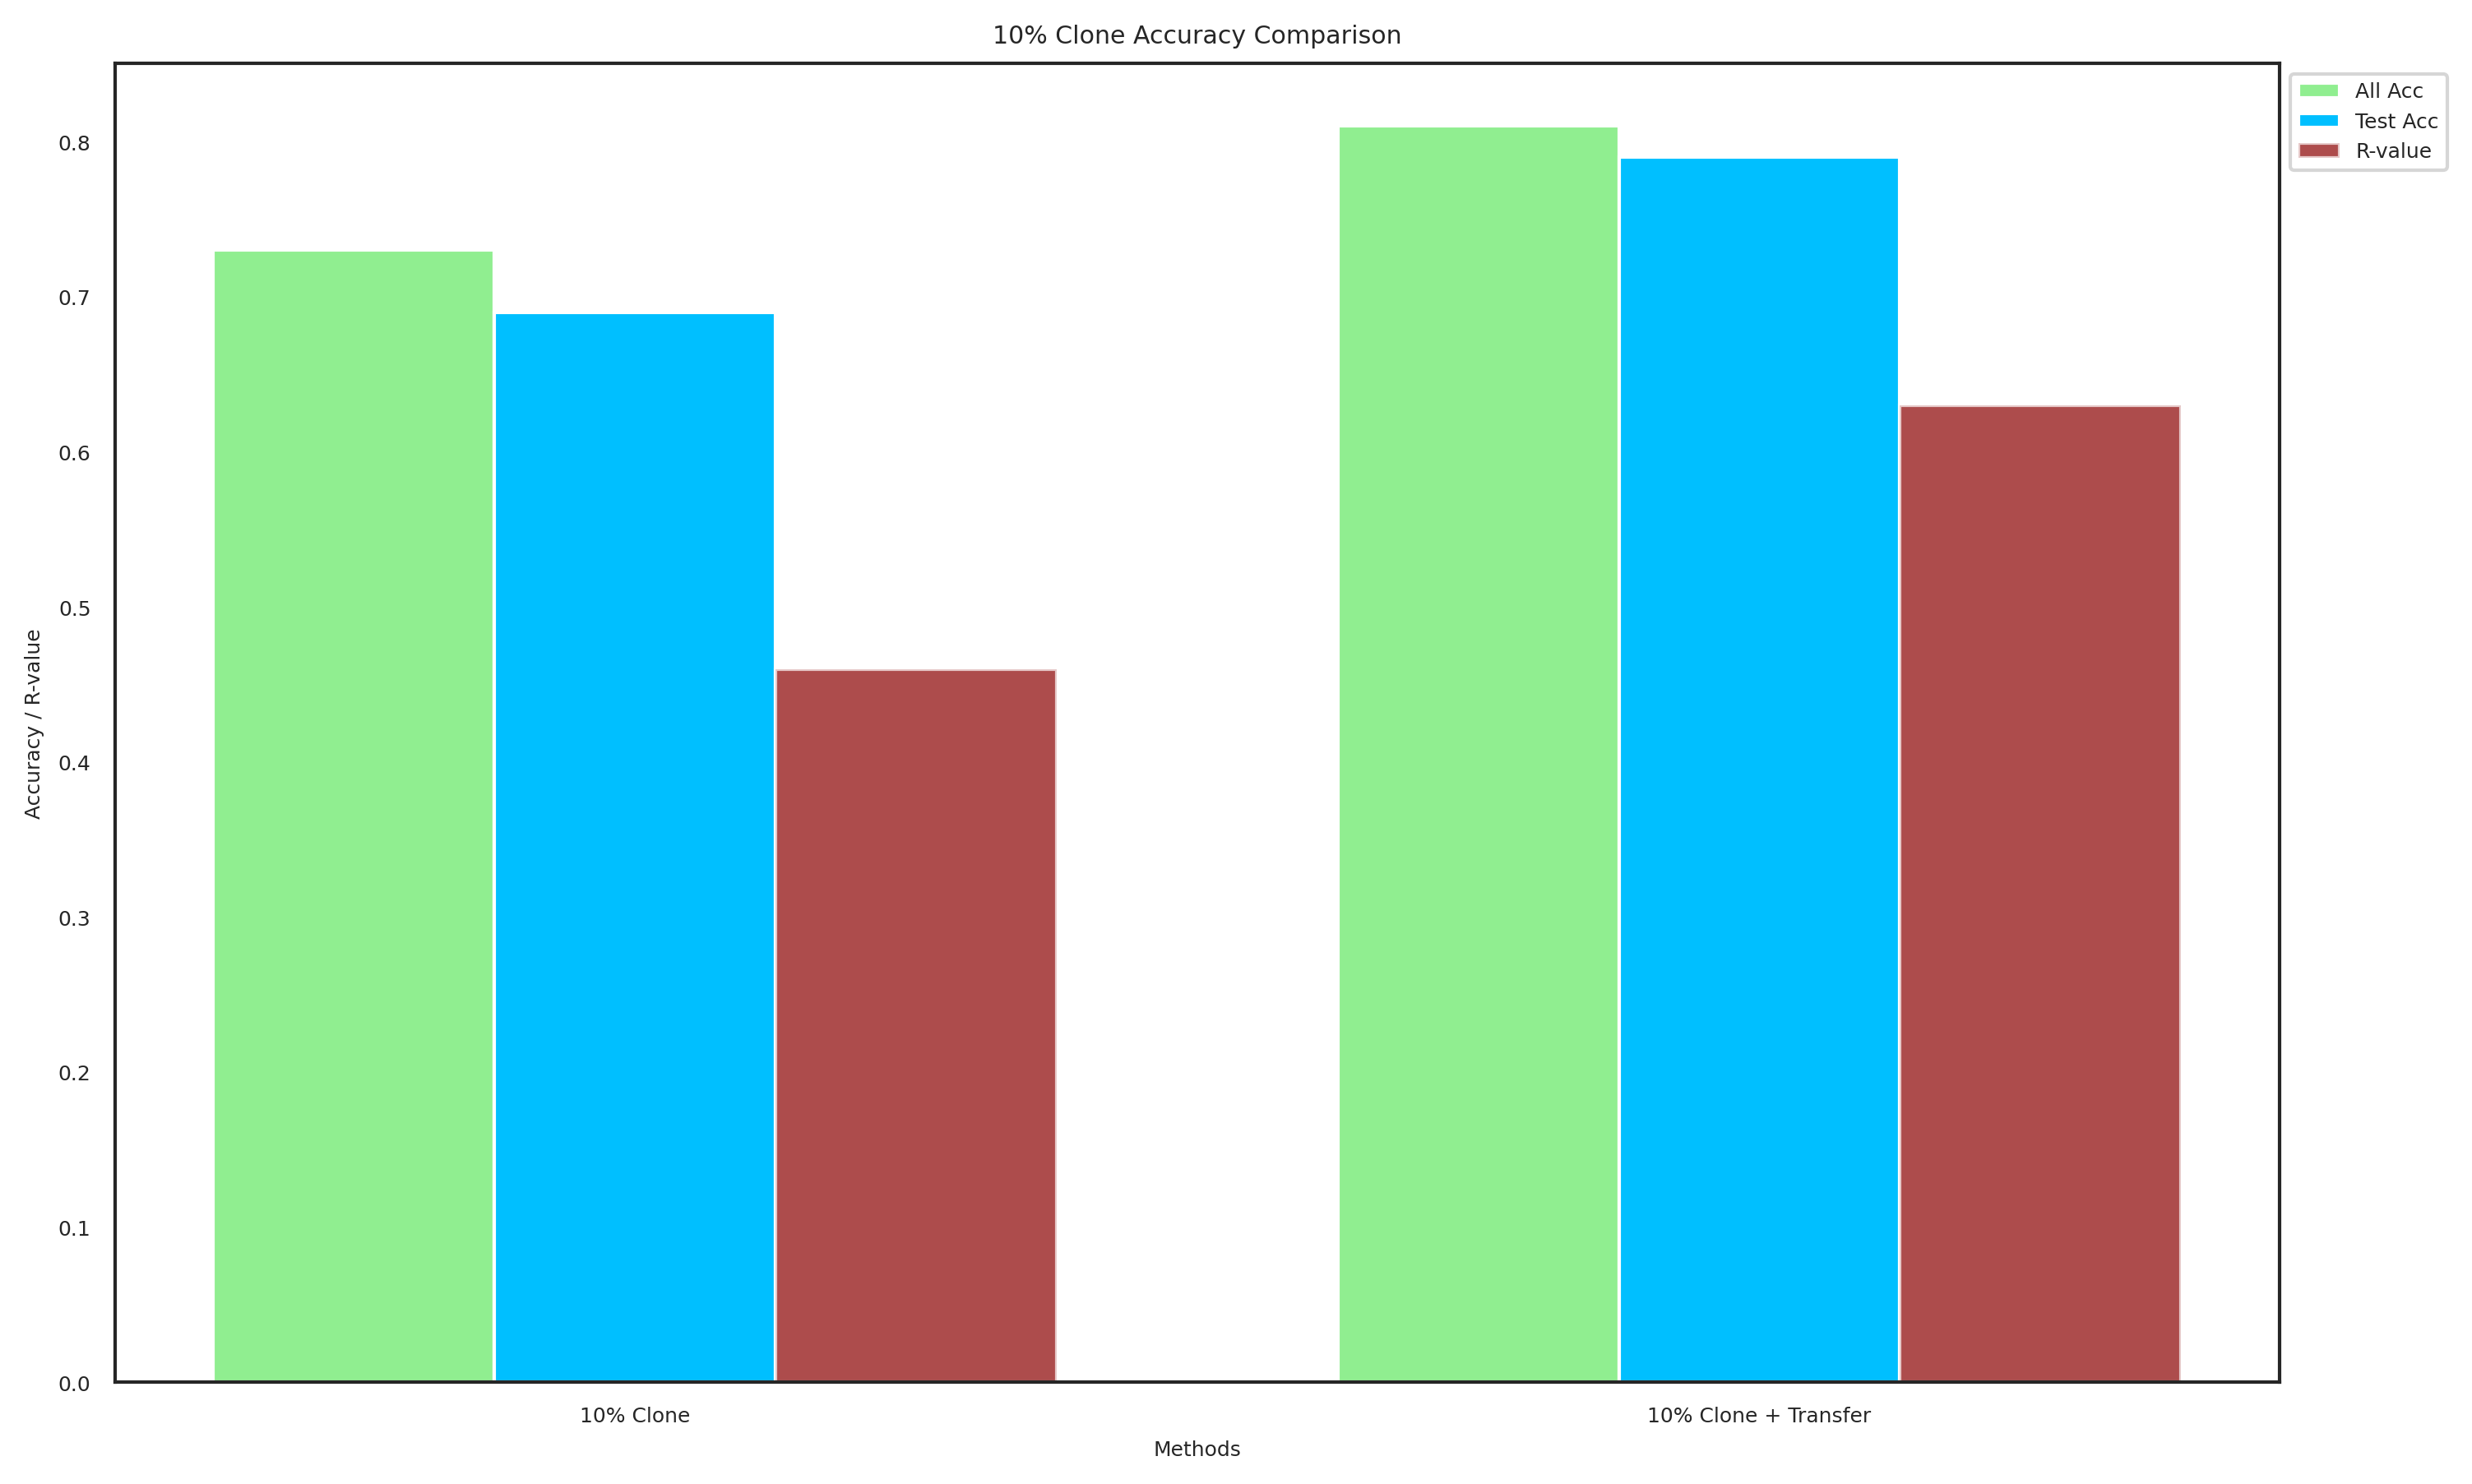 10% Clone Accuracy Comparison
All Acc
Test Acc
R-value
0.8
0.7
0.6
0.5
0.4
0.3
0.2
0.1
0.0
Accuracy / R-value
10% Clone
10% Clone + Transfer
Methods